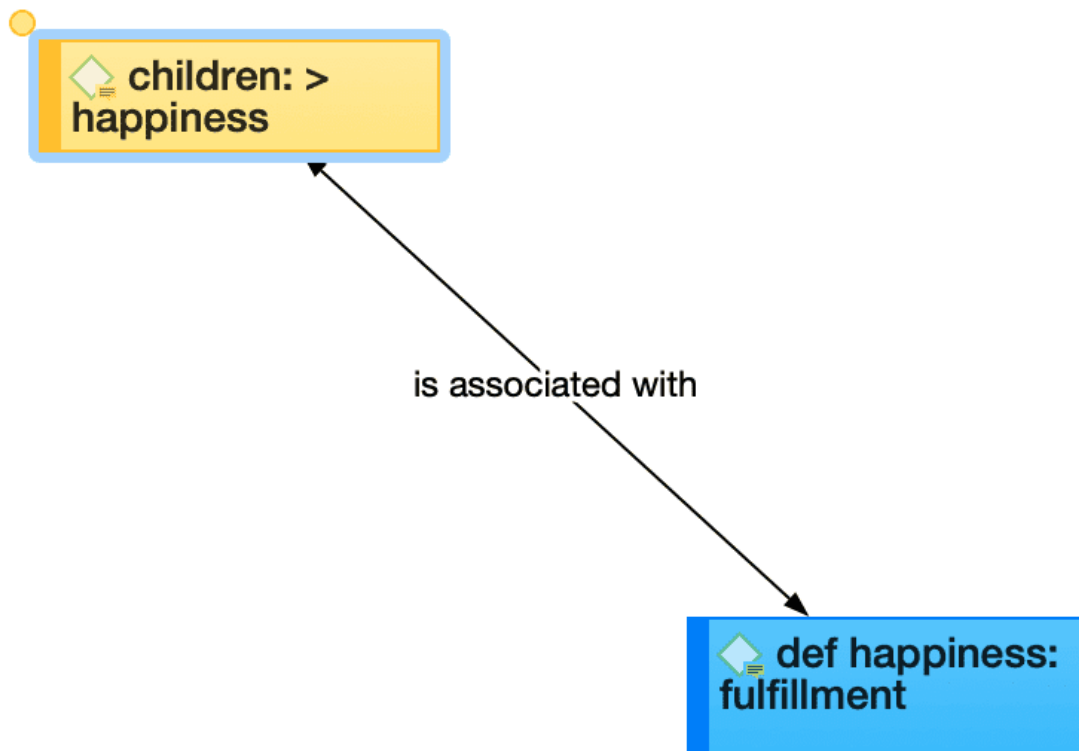 children: >
happiness
is associated with
def happiness:
fulfillment